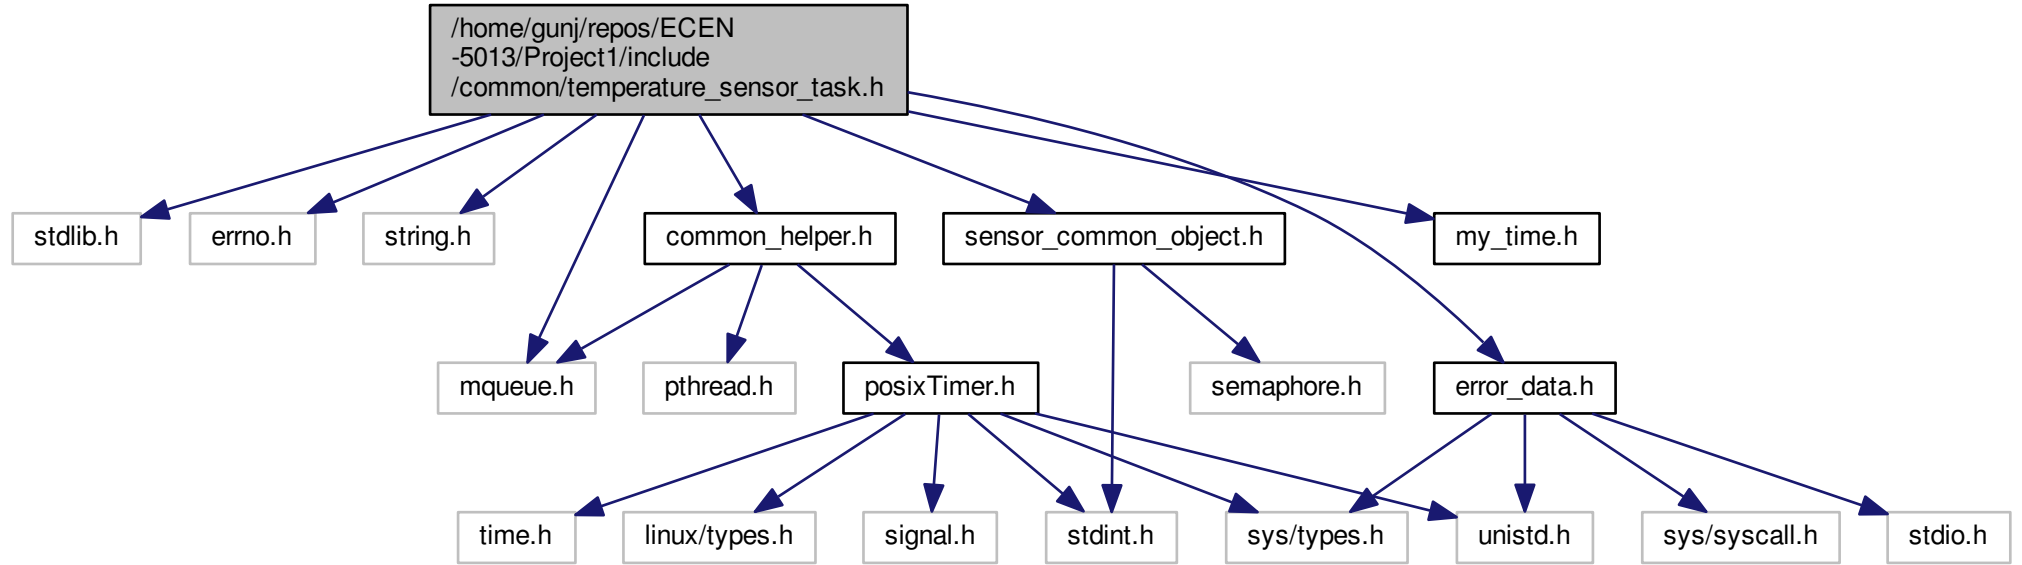 /home/gunj/repos/ECEN
-5013/Project1/include
/common/temperature_sensor_task.h
stdlib.h
errno.h
string.h
common_helper.h
sensor_common_object.h
my_time.h
mqueue.h
pthread.h
posixTimer.h
semaphore.h
error_data.h
time.h
linux/types.h
signal.h
stdint.h
sys/types.h
unistd.h
sys/syscall.h
stdio.h